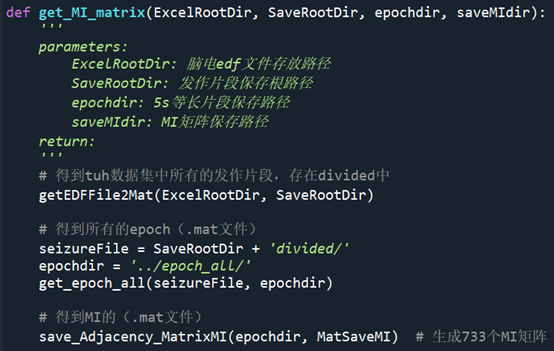 def get_MI_matrix(ExcelRootDir, SaveRootDir, epochdir, saveMIdir):
'''
parameters:
ExcelRootDir: 脑电edf文件存放路径
SaveRootDir: 发作片段保存根路径
epochdir: 5s等长片段保存路径
saveMIdir: MI矩阵保存路径
return:
'''
# 得到tuh数据集中所有的发作片段，存在divided中
getEDFFile2Mat(ExcelRootDir, SaveRootDir)
# 得到所有的epoch（.mat文件）
seizureFile = SaveRootDir + 'divided/'
epochdir = '../epoch_all/'
get_epoch_all(seizureFile, epochdir)
# 得到MI的（.mat文件）
save_Adjacency_MatrixMI(epochdir, MatSaveMI)  # 生成733个MI矩阵